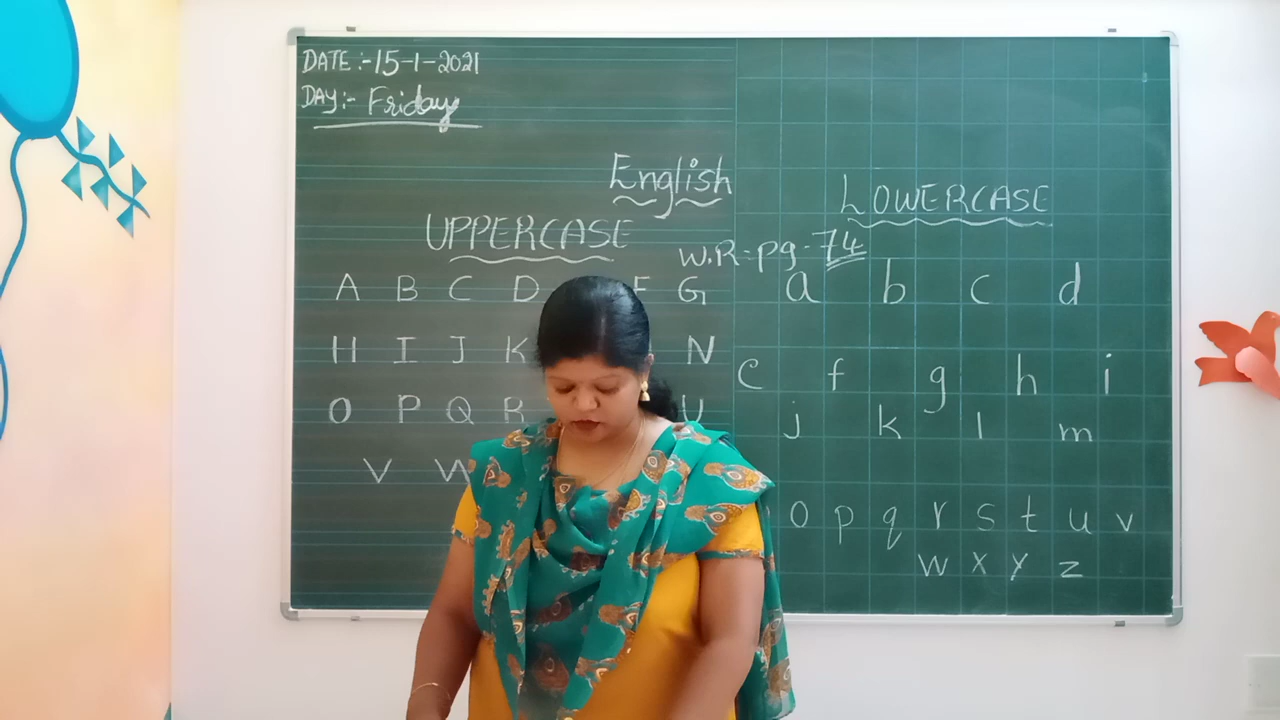 DATE :- 15-1-2021
DAY :- Friday
English
UPPERCASE
LOWERCASE
W.R = pg - 74
A B C D F G
H I J K N
O P Q R U
V W
a b c d
e f g h i
j k l m
o p q r s t u v
w x y z